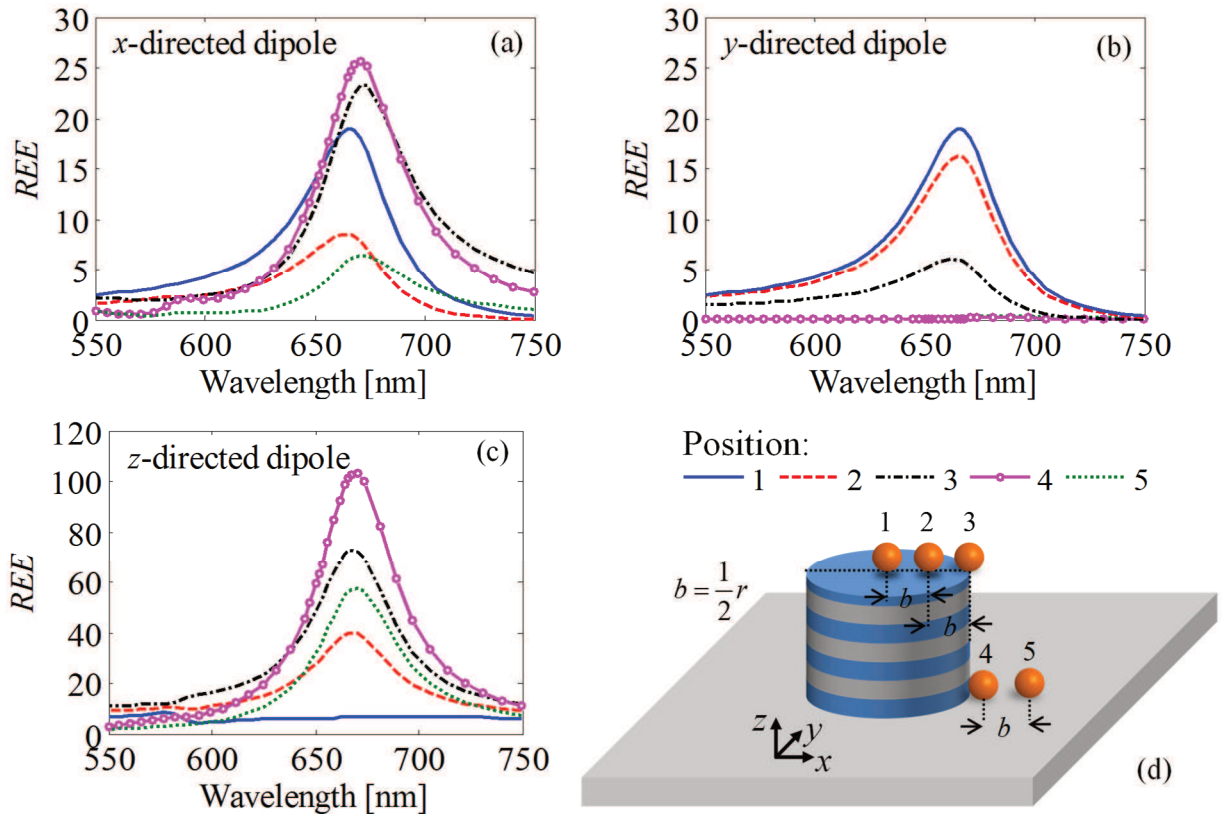 x-directed dipole
(a)
30
25
20
15
10
5
0
REE
550 600 650 700 750
Wavelength [nm]
y-directed dipole
(b)
30
25
20
15
10
5
0
REE
550 600 650 700 750
Wavelength [nm]
z-directed dipole
(c)
120
100
80
60
40
20
0
REE
550 600 650 700 750
Wavelength [nm]
Position:
1 2 3 4 5
1 2 3
b = 1/2 r
b
b
4 5
b
z
y
x
(d)